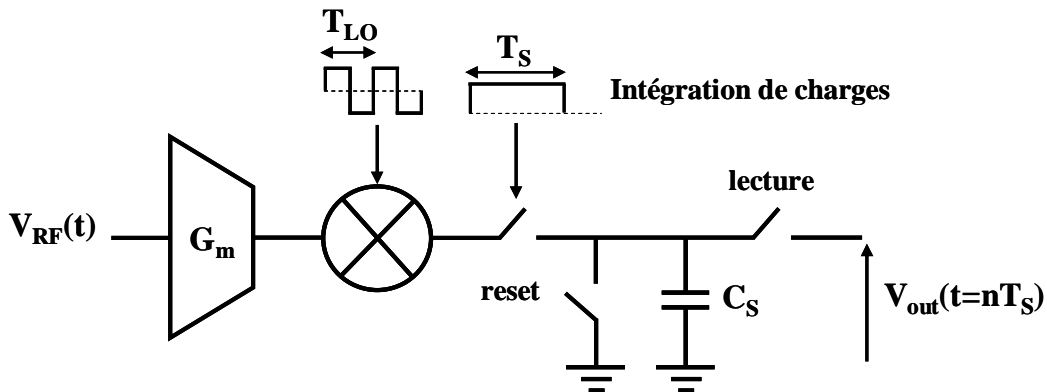 T_LO
T_S
Intégration de charges
lecture
V_RF(t)
G_m
reset
C_S
V_out(t=nT_S)